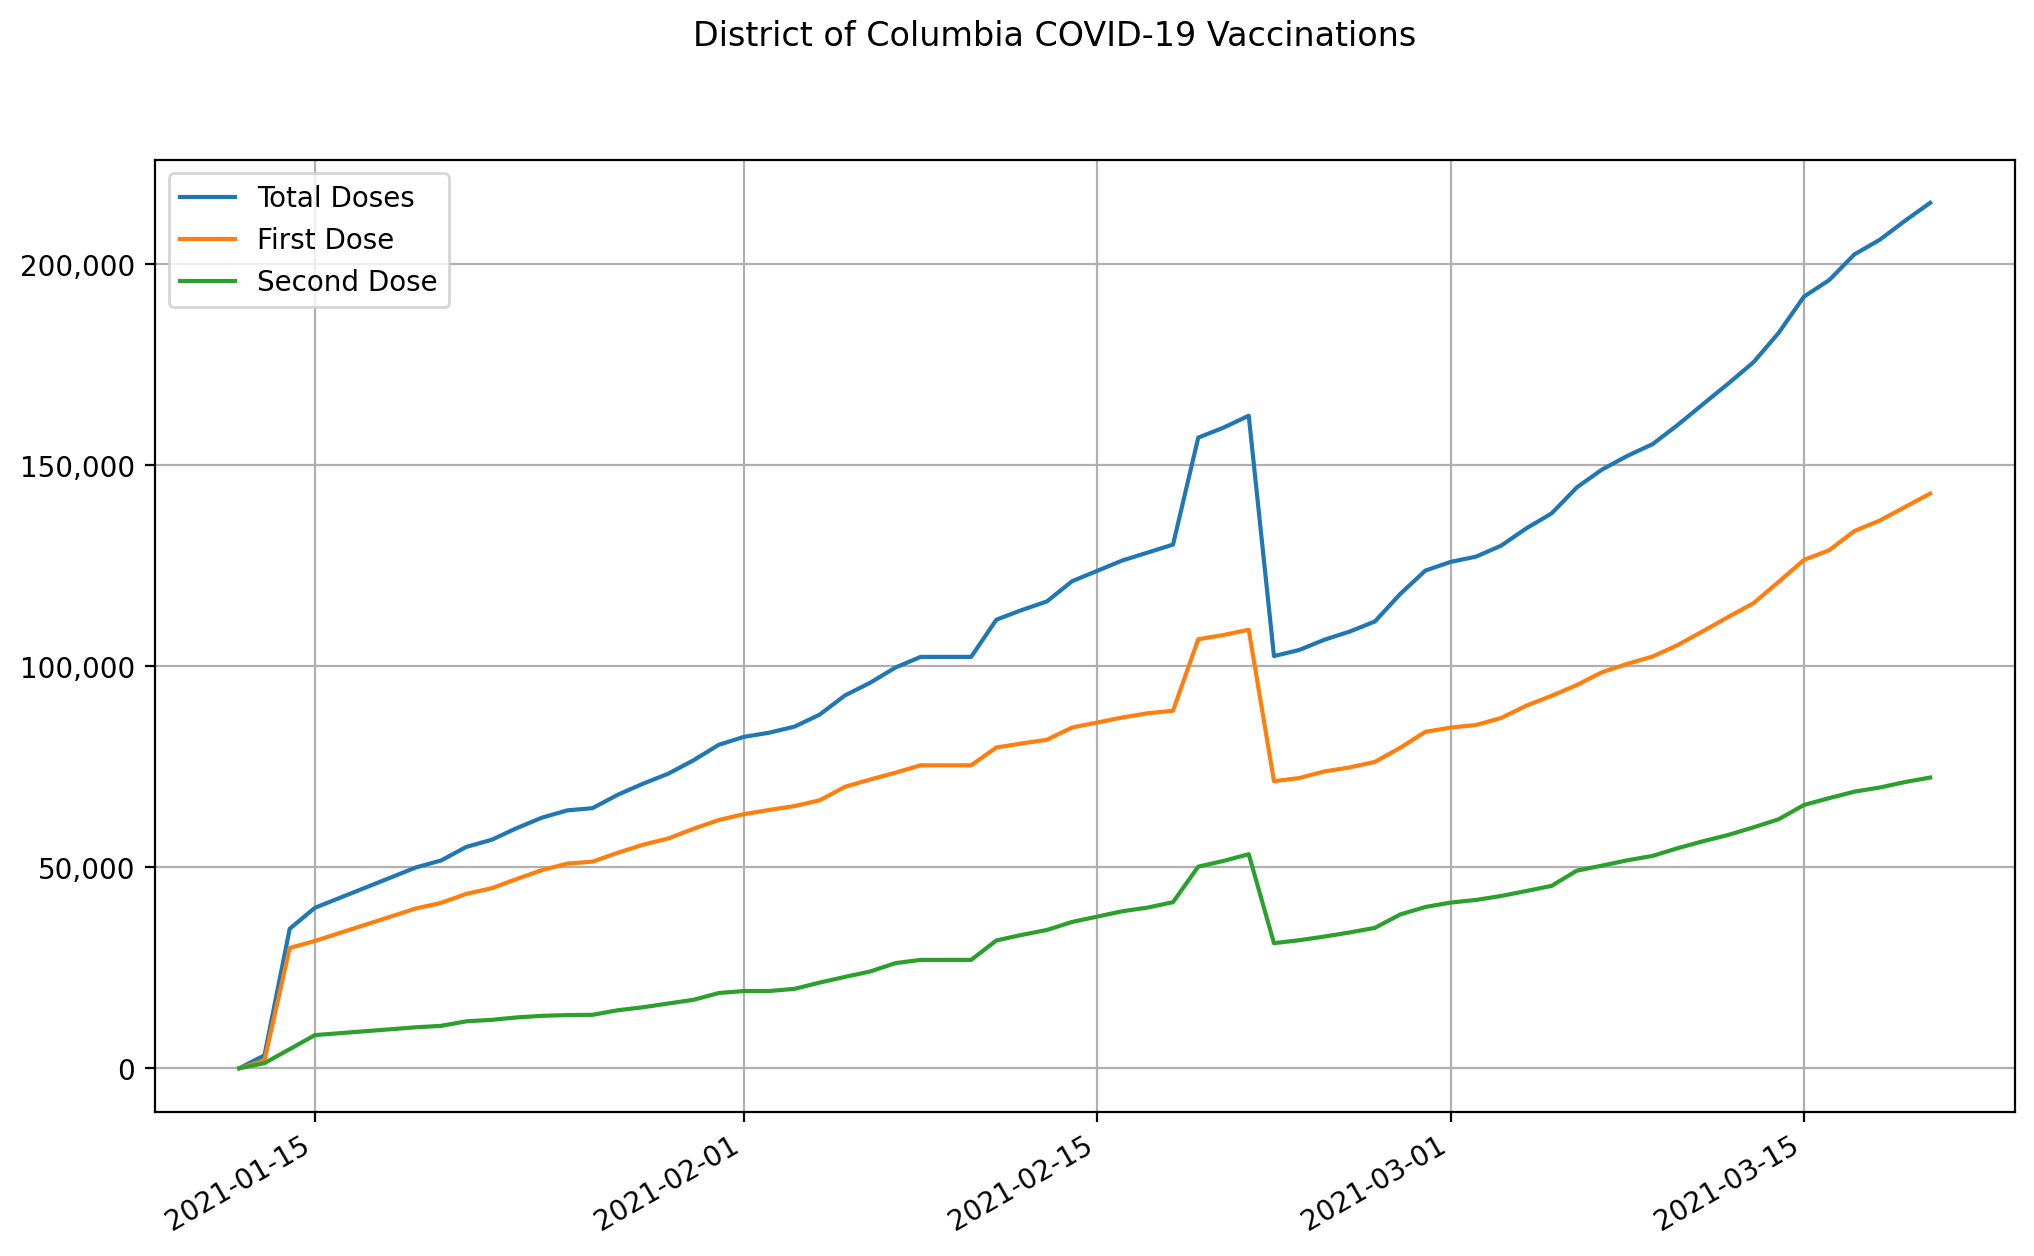 District of Columbia COVID-19 Vaccinations
Total Doses
First Dose
Second Dose
200,000
150,000
100,000
50,000
0
2021-01-15
2021-02-01
2021-02-15
2021-03-01
2021-03-15